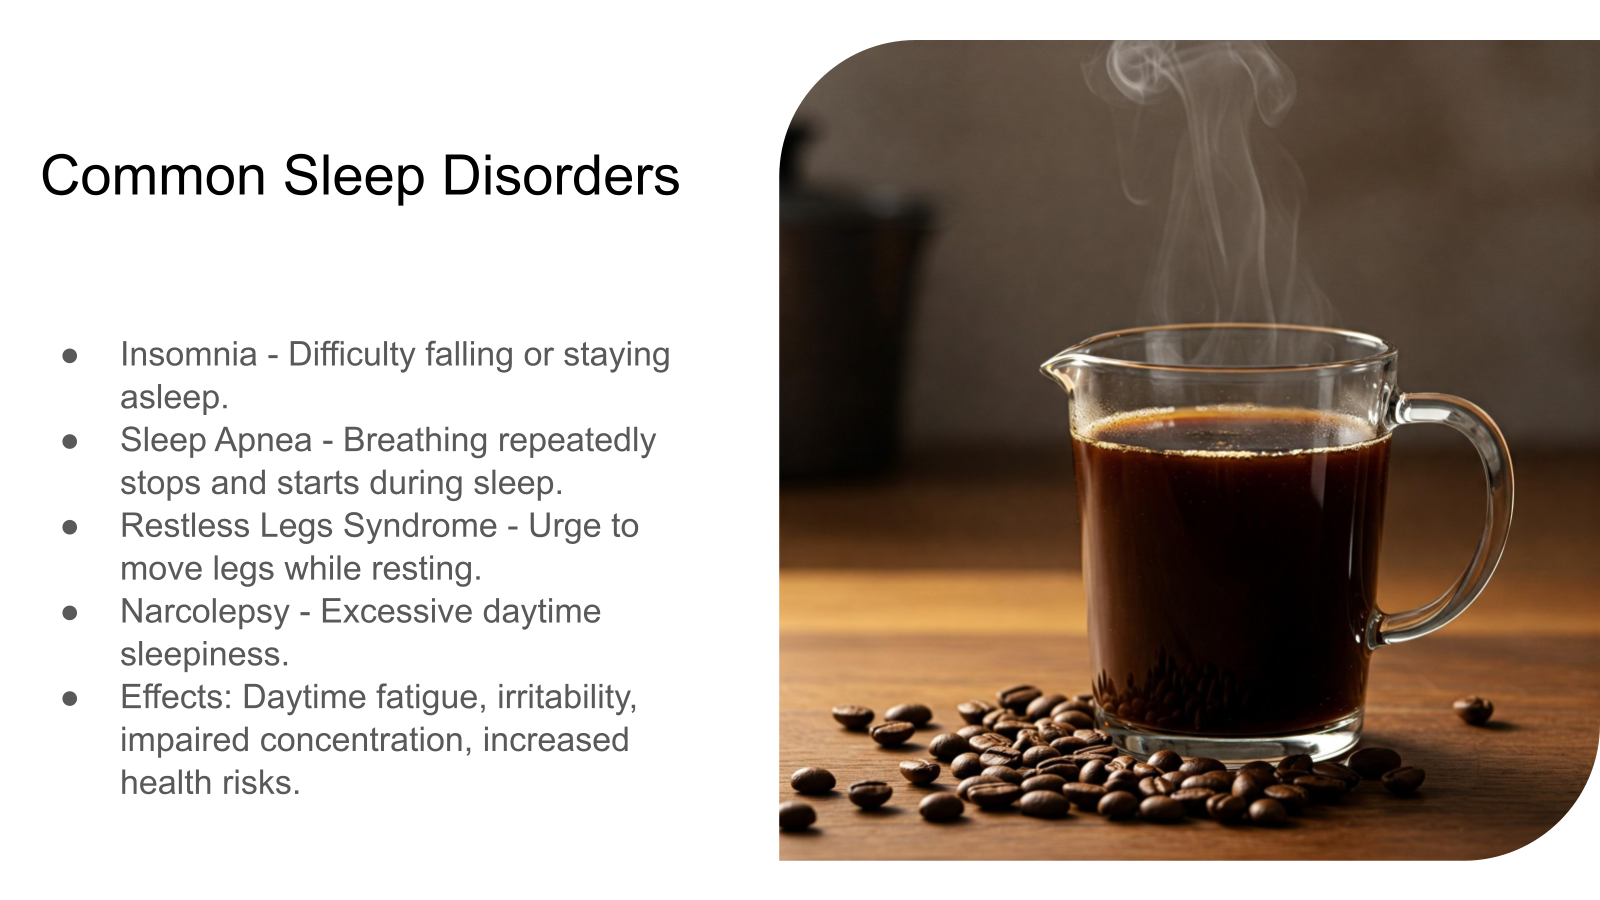 Common Sleep Disorders
● Insomnia - Difficulty falling or staying
asleep.
● Sleep Apnea - Breathing repeatedly
stops and starts during sleep.
● Restless Legs Syndrome - Urge to
move legs while resting.
● Narcolepsy - Excessive daytime
sleepiness.
● Effects: Daytime fatigue, irritability,
impaired concentration, increased
health risks.